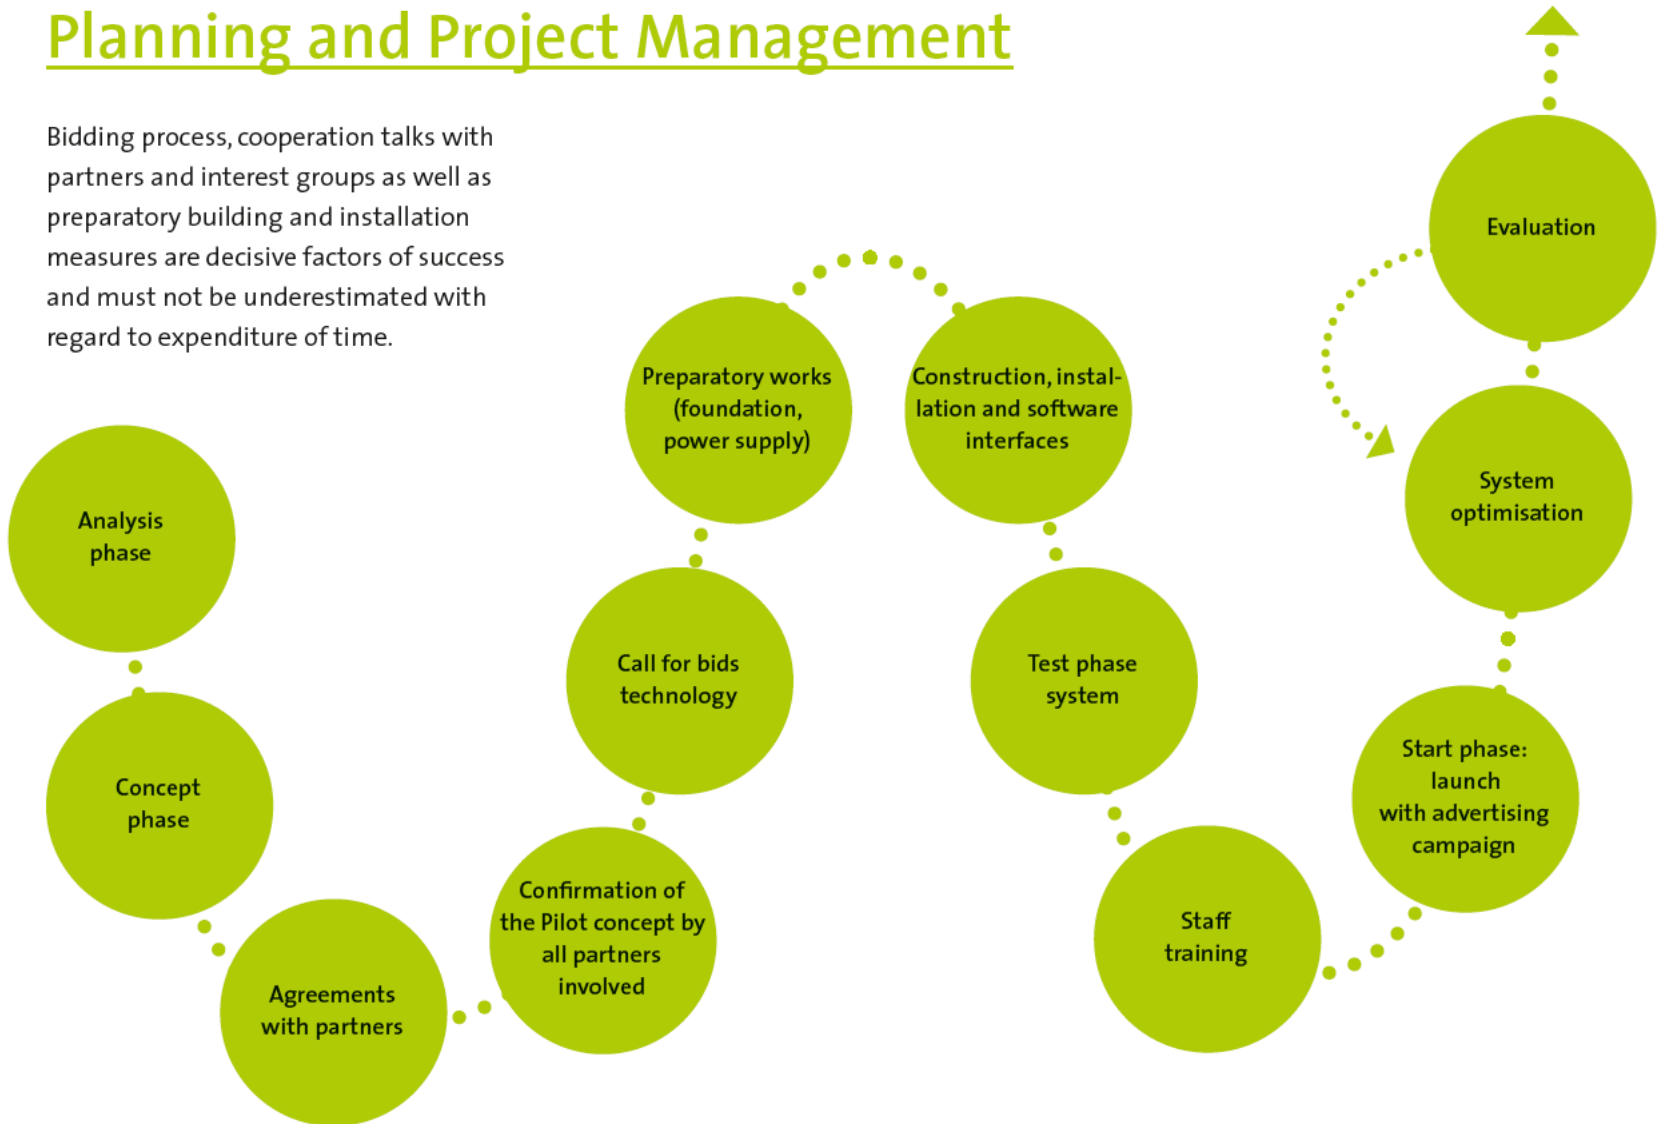 Planning and Project Management
Bidding process, cooperation talks with
partners and interest groups as well as
preparatory building and installation
measures are decisive factors of success
and must not be underestimated with
regard to expenditure of time.
Analysis
phase
Concept
phase
Agreements
with partners
Confirmation of
the Pilot concept by
all partners
involved
Call for bids
technology
Preparatory works
(foundation,
power supply)
Construction, instal-
lation and software
interfaces
Test phase
system
Staff
training
Start phase:
launch
with advertising
campaign
System
optimisation
Evaluation